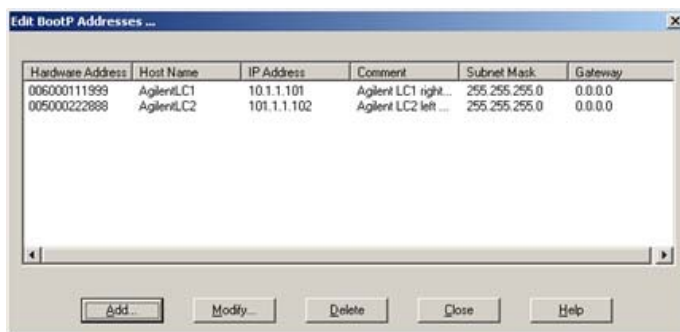 Edit BootP Addresses ...
Hardware Address Host Name IP Address Comment Subnet Mask Gateway
006000111999 AgilentLC1 10.1.1.101 Agilent LC1 right... 255.255.255.0 0.0.0.0
005000222888 AgilentLC2 101.1.1.102 Agilent LC2 left ... 255.255.255.0 0.0.0.0
Add... Modify... Delete Close Help